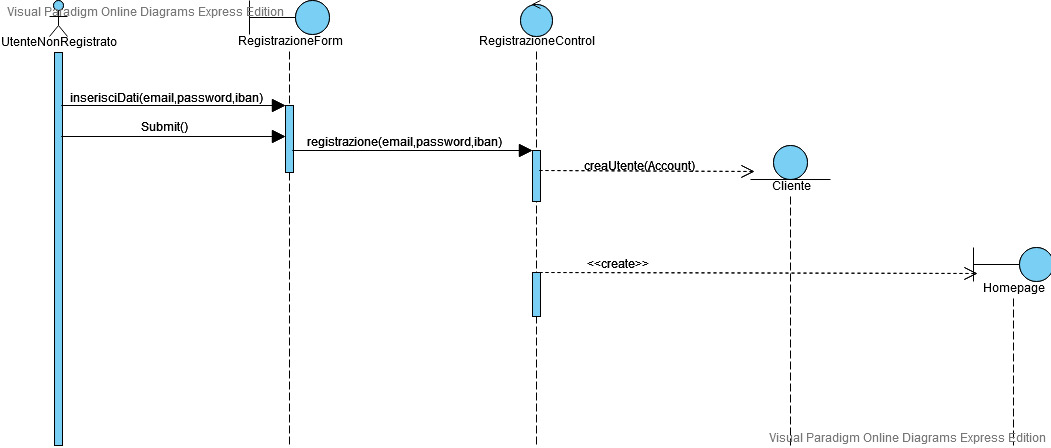 Visual Paradigm Online Diagrams Express Edition
UtenteNonRegistrato
RegistrazioneForm
RegistrazioneControl
inserisciDati(email,password,iban)
Submit()
registrazione(email,password,iban)
creaUtente(Account)
Cliente
<<create>>
Homepage
Visual Paradigm Online Diagrams Express Edition